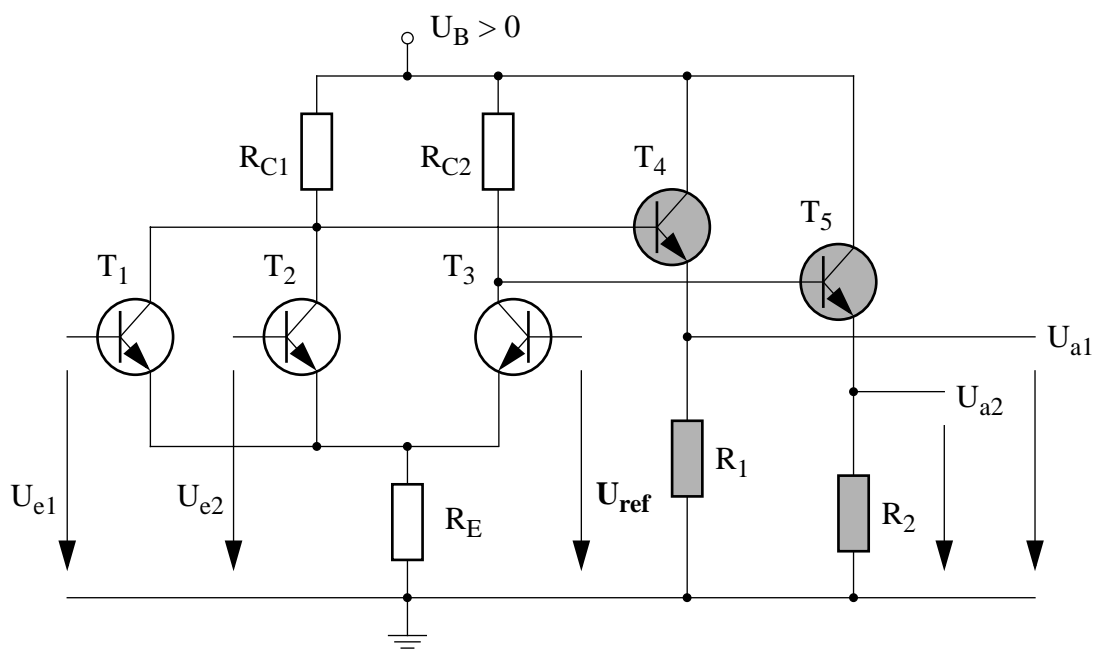 U_B > 0
R_C1
R_C2
T_4
T_5
T_1
T_2
T_3
U_a1
U_a2
R_1
U_e1
U_e2
U_ref
R_E
R_2